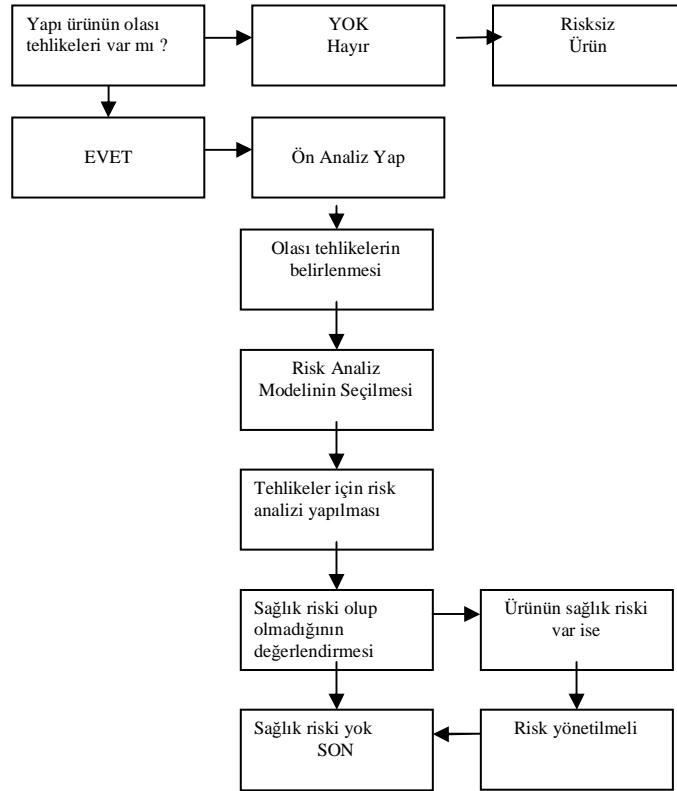 Yapı ürünün olası
tehlikeleri var mı ?
YOK
Hayır
Risksiz
Ürün
EVET
Ön Analiz Yap
Olası tehlikelerin
belirlenmesi
Risk Analiz
Modelinin Seçilmesi
Tehlikeler için risk
analizi yapılması
Sağlık riski olup
olmadığının
değerlendirmesi
Ürünün sağlık riski
var ise
Sağlık riski yok
SON
Risk yönetilmeli